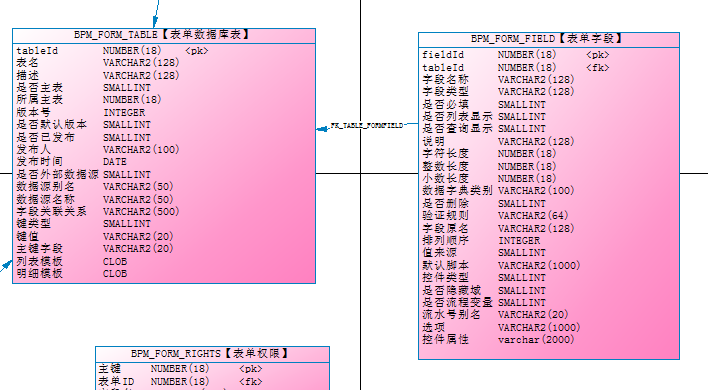 BPM_FORM_TABLE【表单数据库表】
tableId NUMBER(18) <pk>
表名 VARCHAR2(128)
描述 VARCHAR2(128)
是否主表 SMALLINT
所属主表 NUMBER(18)
版本号 INTEGER
是否默认版本 SMALLINT
是否已发布 SMALLINT
发布人 VARCHAR2(100)
发布时间 DATE
是否外部数据源 SMALLINT
数据源别名 VARCHAR2(50)
数据源名称 VARCHAR2(50)
字段关联关系 VARCHAR2(500)
键类型 SMALLINT
键值 VARCHAR2(20)
主键字段 VARCHAR2(20)
列表模板 CLOB
明细模板 CLOB
FK_TABLE_FORMFIELD
BPM_FORM_FIELD【表单字段】
fieldId NUMBER(18) <pk>
tableId NUMBER(18) <fk>
字段名称 VARCHAR2(128)
字段类型 VARCHAR2(128)
是否必填 SMALLINT
是否列表显示 SMALLINT
是否查询显示 SMALLINT
说明 VARCHAR2(128)
字符长度 NUMBER(18)
整数长度 NUMBER(18)
小数长度 NUMBER(18)
数据字典类别 VARCHAR2(100)
是否删除 SMALLINT
验证规则 VARCHAR2(64)
字段原名 VARCHAR2(128)
排列顺序 INTEGER
值来源 SMALLINT
默认脚本 VARCHAR2(1000)
控件类型 SMALLINT
是否隐藏域 SMALLINT
是否流程变量 SMALLINT
流水号别名 VARCHAR2(20)
选项 VARCHAR2(1000)
控件属性 varchar(2000)
BPM_FORM_RIGHTS【表单权限】
主键 NUMBER(18) <pk>
表单ID NUMBER(18) <fk>